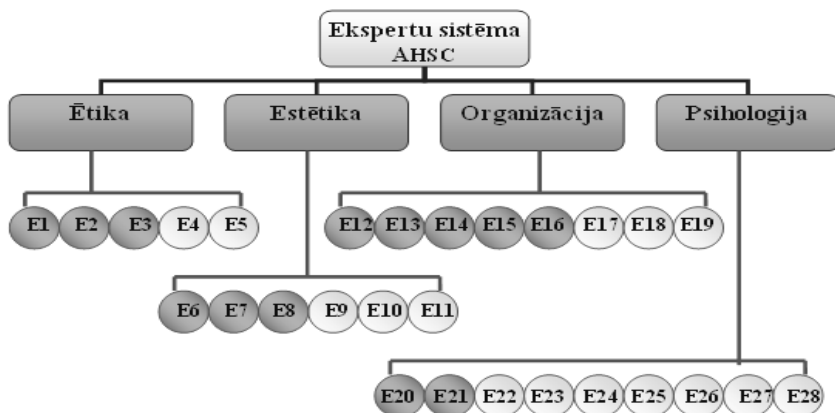 Ekspertu sistēma
AHSC
Ētika Estētika Organizācija Psihologija
E1 E2 E3 E4 E5 E12 E13 E14 E15 E16 E17 E18 E19
E6 E7 E8 E9 E10 E11
E20 E21 E22 E23 E24 E25 E26 E27 E28